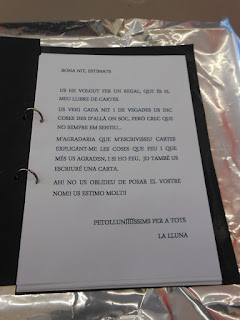 BONA NIT, ESTIMATS
US HE VOLGUT FER UN REGAL, QUE ÉS EL
MEU LLIBRE DE CARTES.
US VEIG CADA NIT I DE VEGADES US DIC
COSES DES D'ALLÀ ON SÓC, PERÒ CREC QUE
NO SEMPRE EM SENTIU...
M'AGRADARIA QUE M'ESCRIVISSIU CARTES
EXPLICANT-ME LES COSES QUE FEU I QUE
MÉS US AGRADEN, I SI HO FEU, JO TAMBÉ US
ESCRIURÉ UNA CARTA.
AH! NO US OBLIDEU DE POSAR EL VOSTRE
NOM!! US ESTIMO MOLT!!
PER A TOTS
LA LLUNA